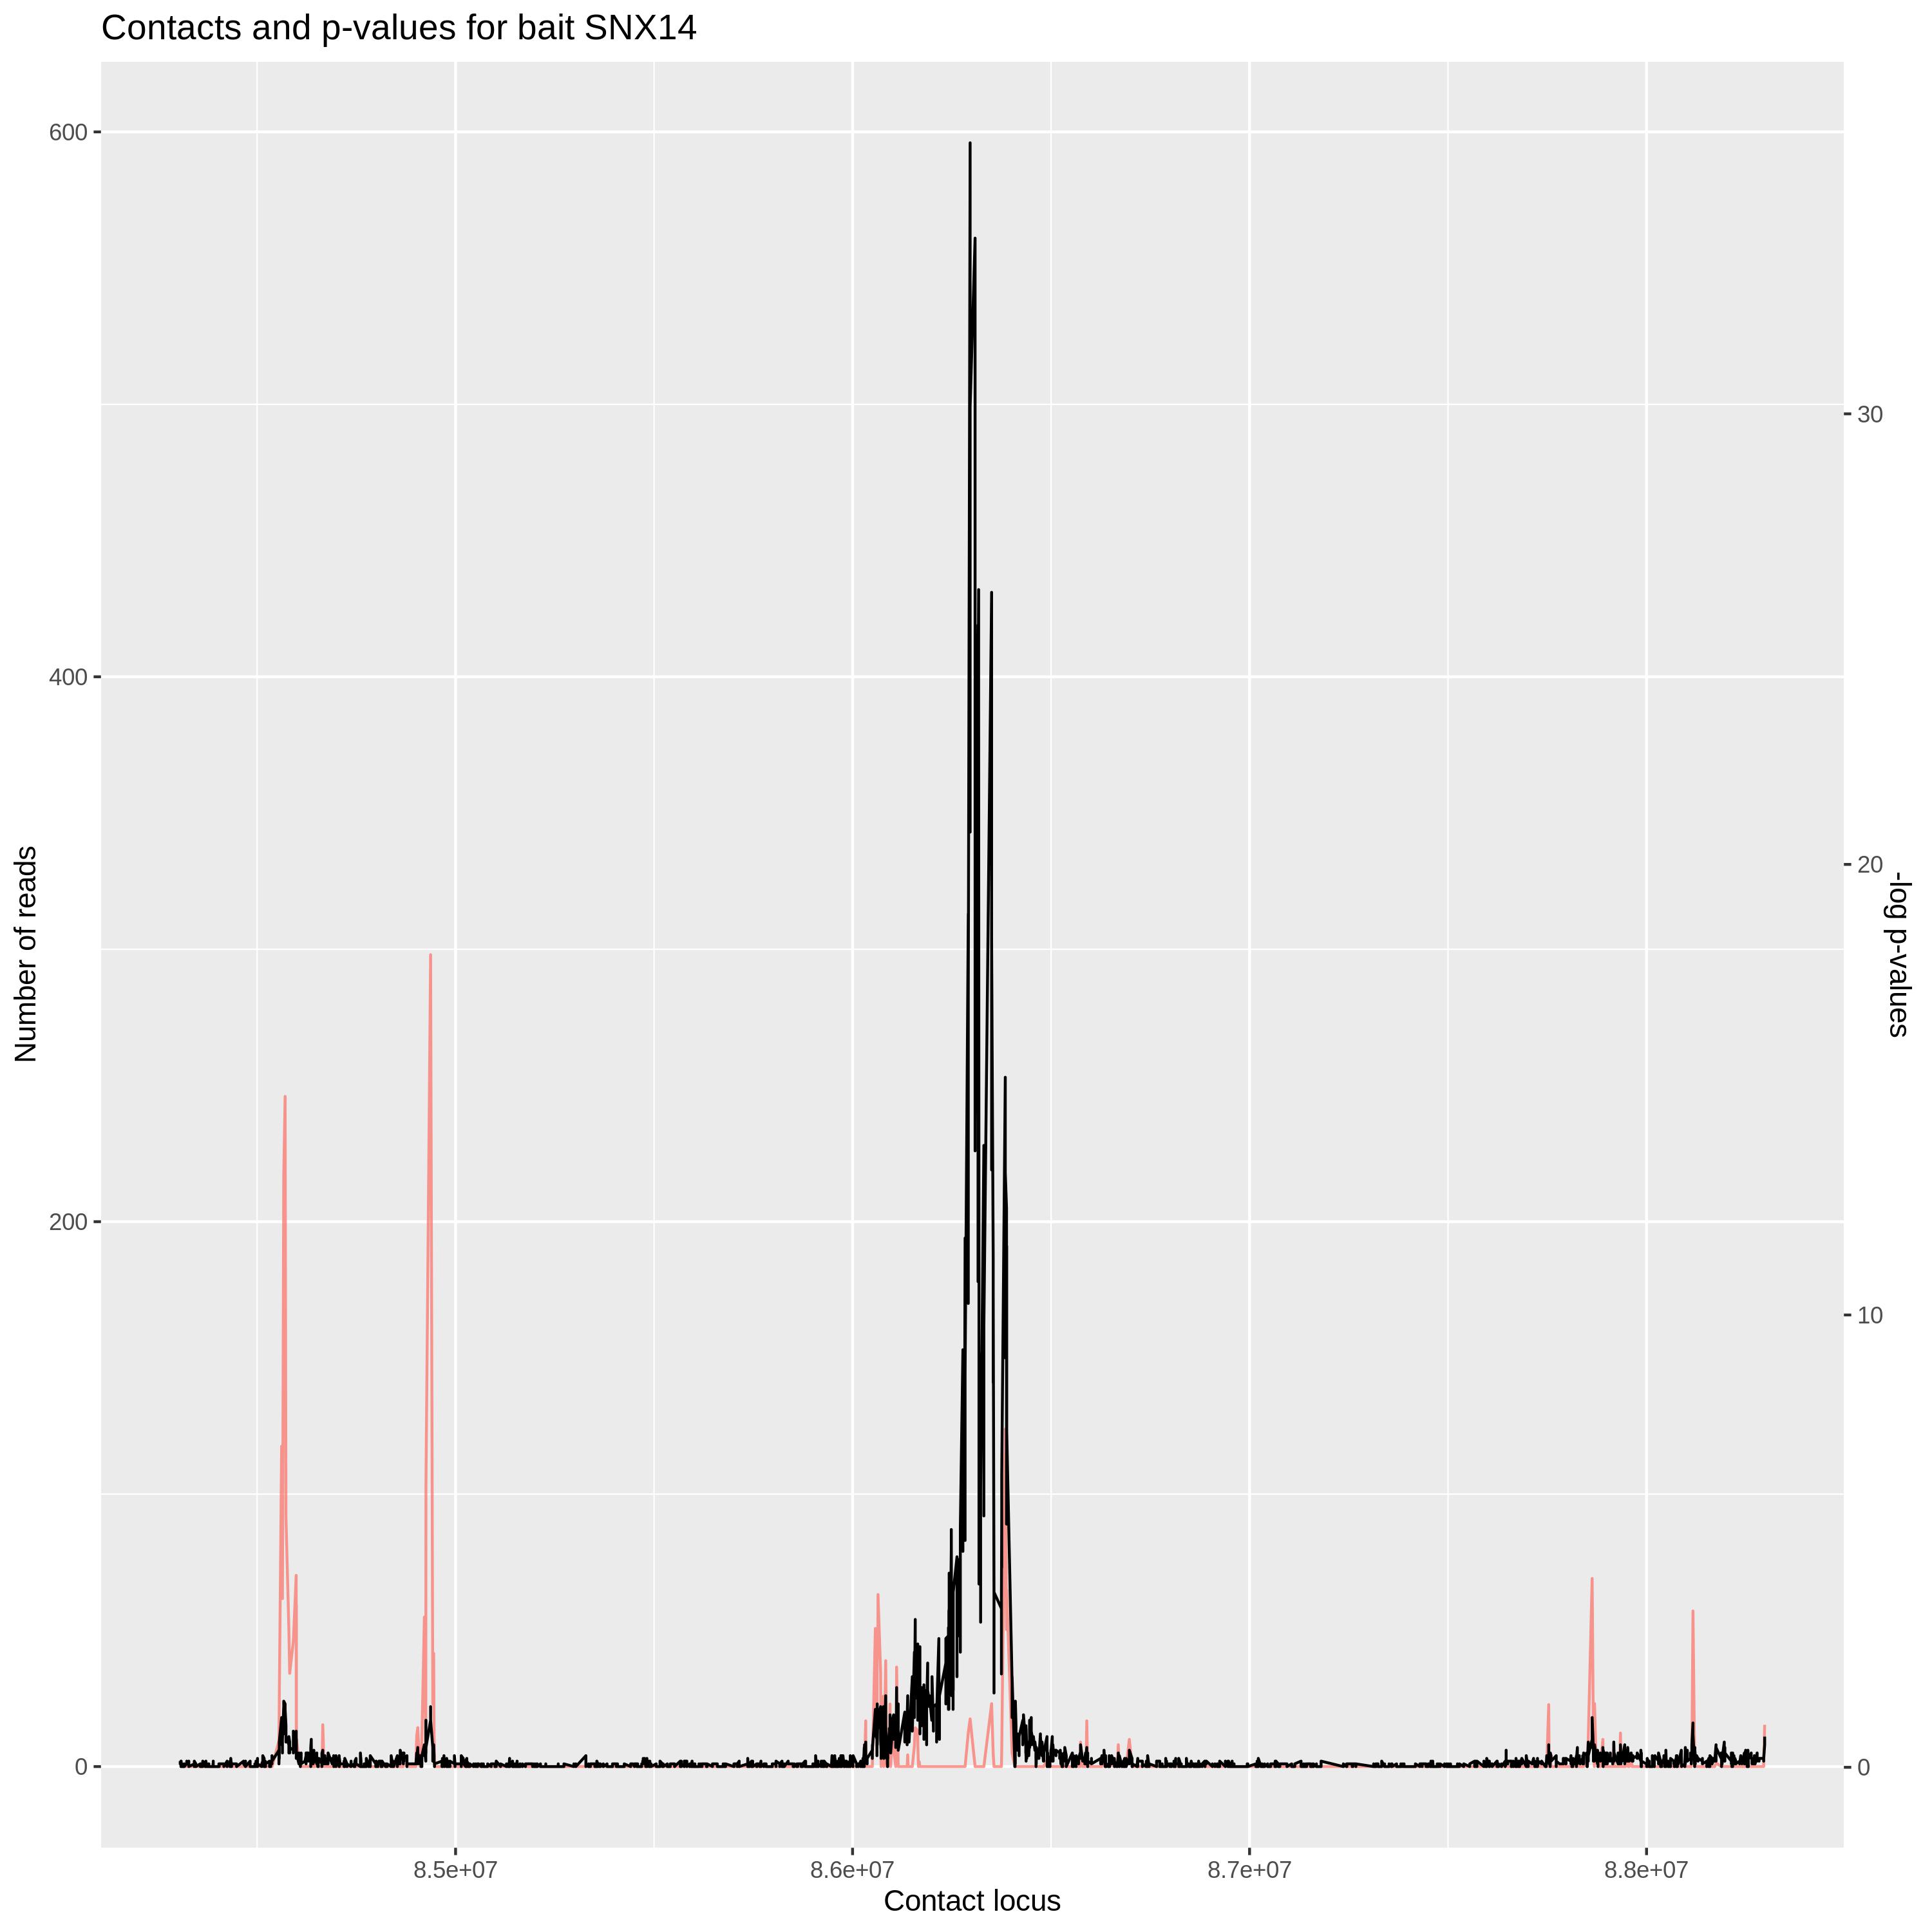 Contacts and p-values for bait SNX14
600
400
200
0
Number of reads
30
20
10
0
-log p-values
8.5e+07
8.6e+07
8.7e+07
8.8e+07
Contact locus